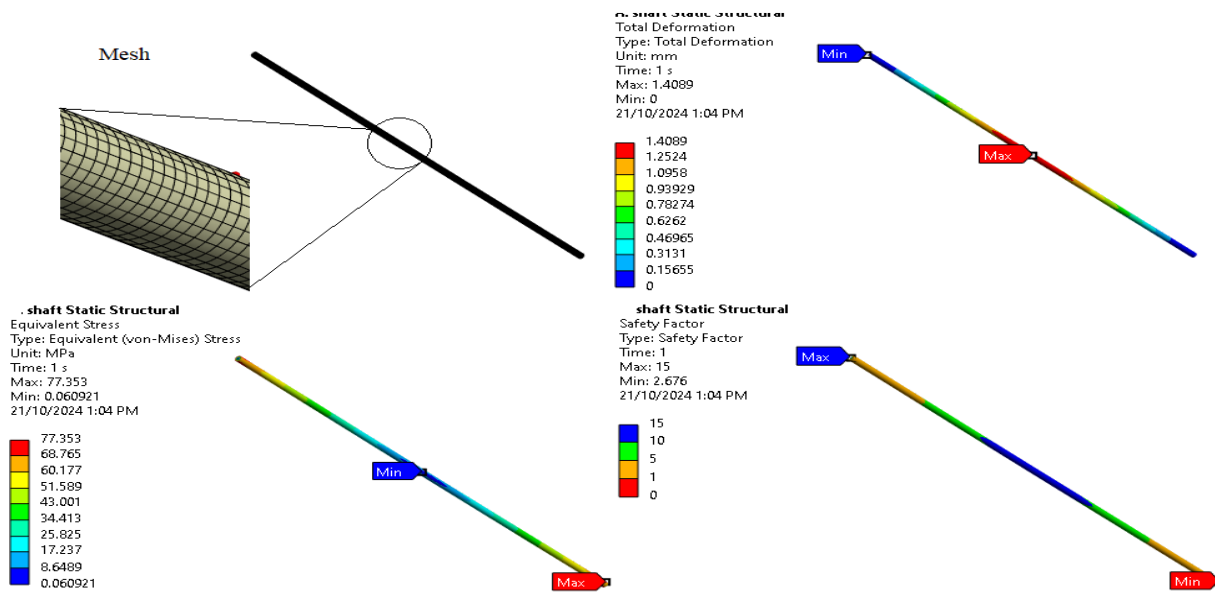 Mesh
A. shaft Static Structural
Total Deformation
Type: Total Deformation
Unit: mm
Time: 1 s
Max: 1.4089
Min: 0
21/10/2024 1:04 PM
1.4089
1.2524
1.0958
0.93929
0.78274
0.6262
0.46965
0.3131
0.15655
0
Min
Max
. shaft Static Structural
Equivalent Stress
Type: Equivalent (von-Mises) Stress
Unit: MPa
Time: 1 s
Max: 77.353
Min: 0.060921
21/10/2024 1:04 PM
77.353
68.765
60.177
51.589
43.001
34.413
25.825
17.237
8.6489
0.060921
Min
Max
shaft Static Structural
Safety Factor
Type: Safety Factor
Time: 1
Max: 15
Min: 2.676
21/10/2024 1:04 PM
15
10
5
1
0
Max
Min